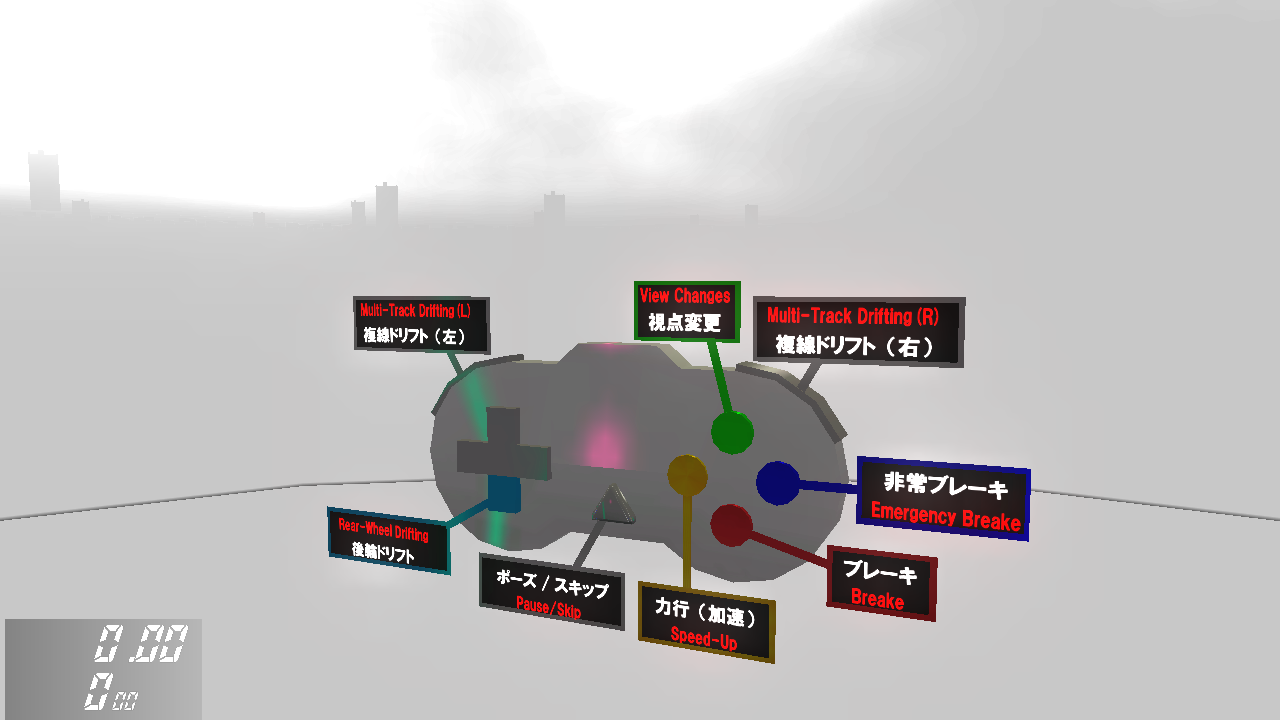 View Changes
視点変更
Multi-Track Drifting(L)
複線ドリフト（左）
Multi-Track Drifting(R)
複線ドリフト（右）
非常ブレーキ
Emergency Breake
Rear-Wheel Drifting
後輪ドリフト
ポーズ / スキップ
Pause/Skip
力行（加速）
Speed-Up
ブレーキ
Breake
0.00
000